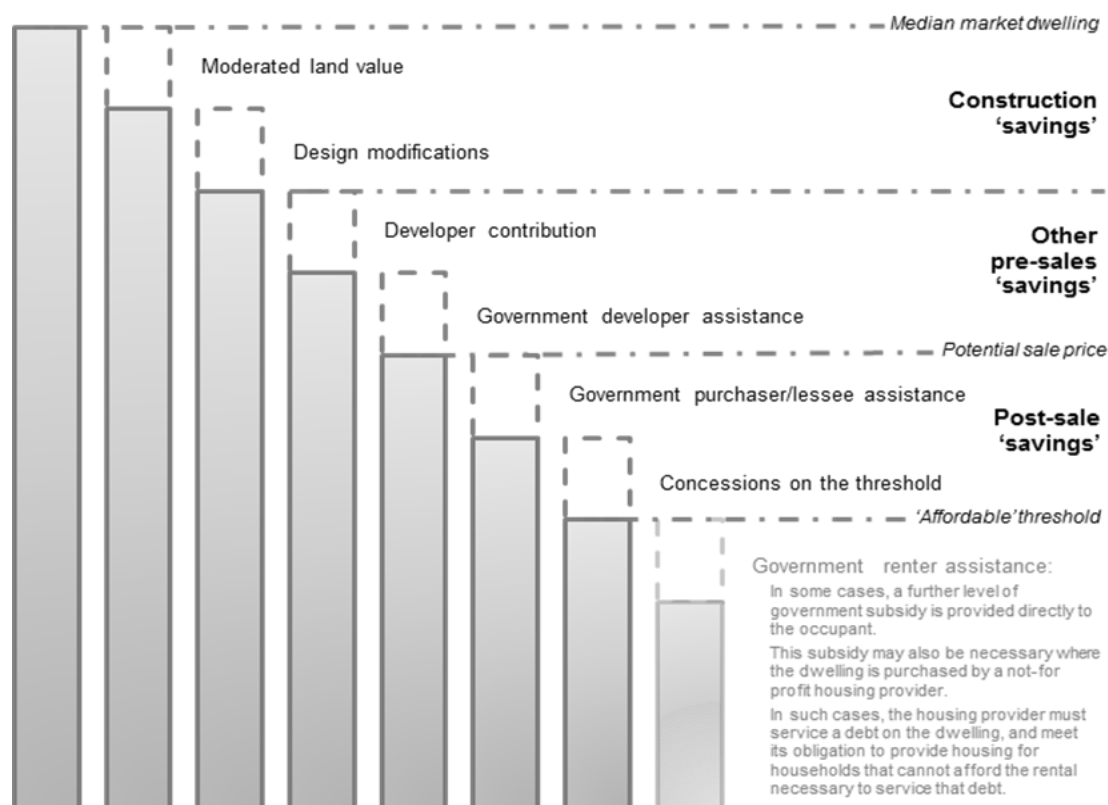 Median market dwelling
Moderated land value
Construction
‘savings’
Design modifications
Developer contribution
Other
pre-sales
‘savings’
Government developer assistance
Potential sale price
Government purchaser/lessee assistance
Post-sale
‘savings’
Concessions on the threshold
‘Affordable’ threshold
Government renter assistance:
In some cases, a further level of
government subsidy is provided directly to
the occupant.
This subsidy may also be necessary where
the dwelling is purchased by a not-for
profit housing provider.
In such cases, the housing provider must
service a debt on the dwelling, and meet
its obligation to provide housing for
households that cannot afford the rental
necessary to service that debt.